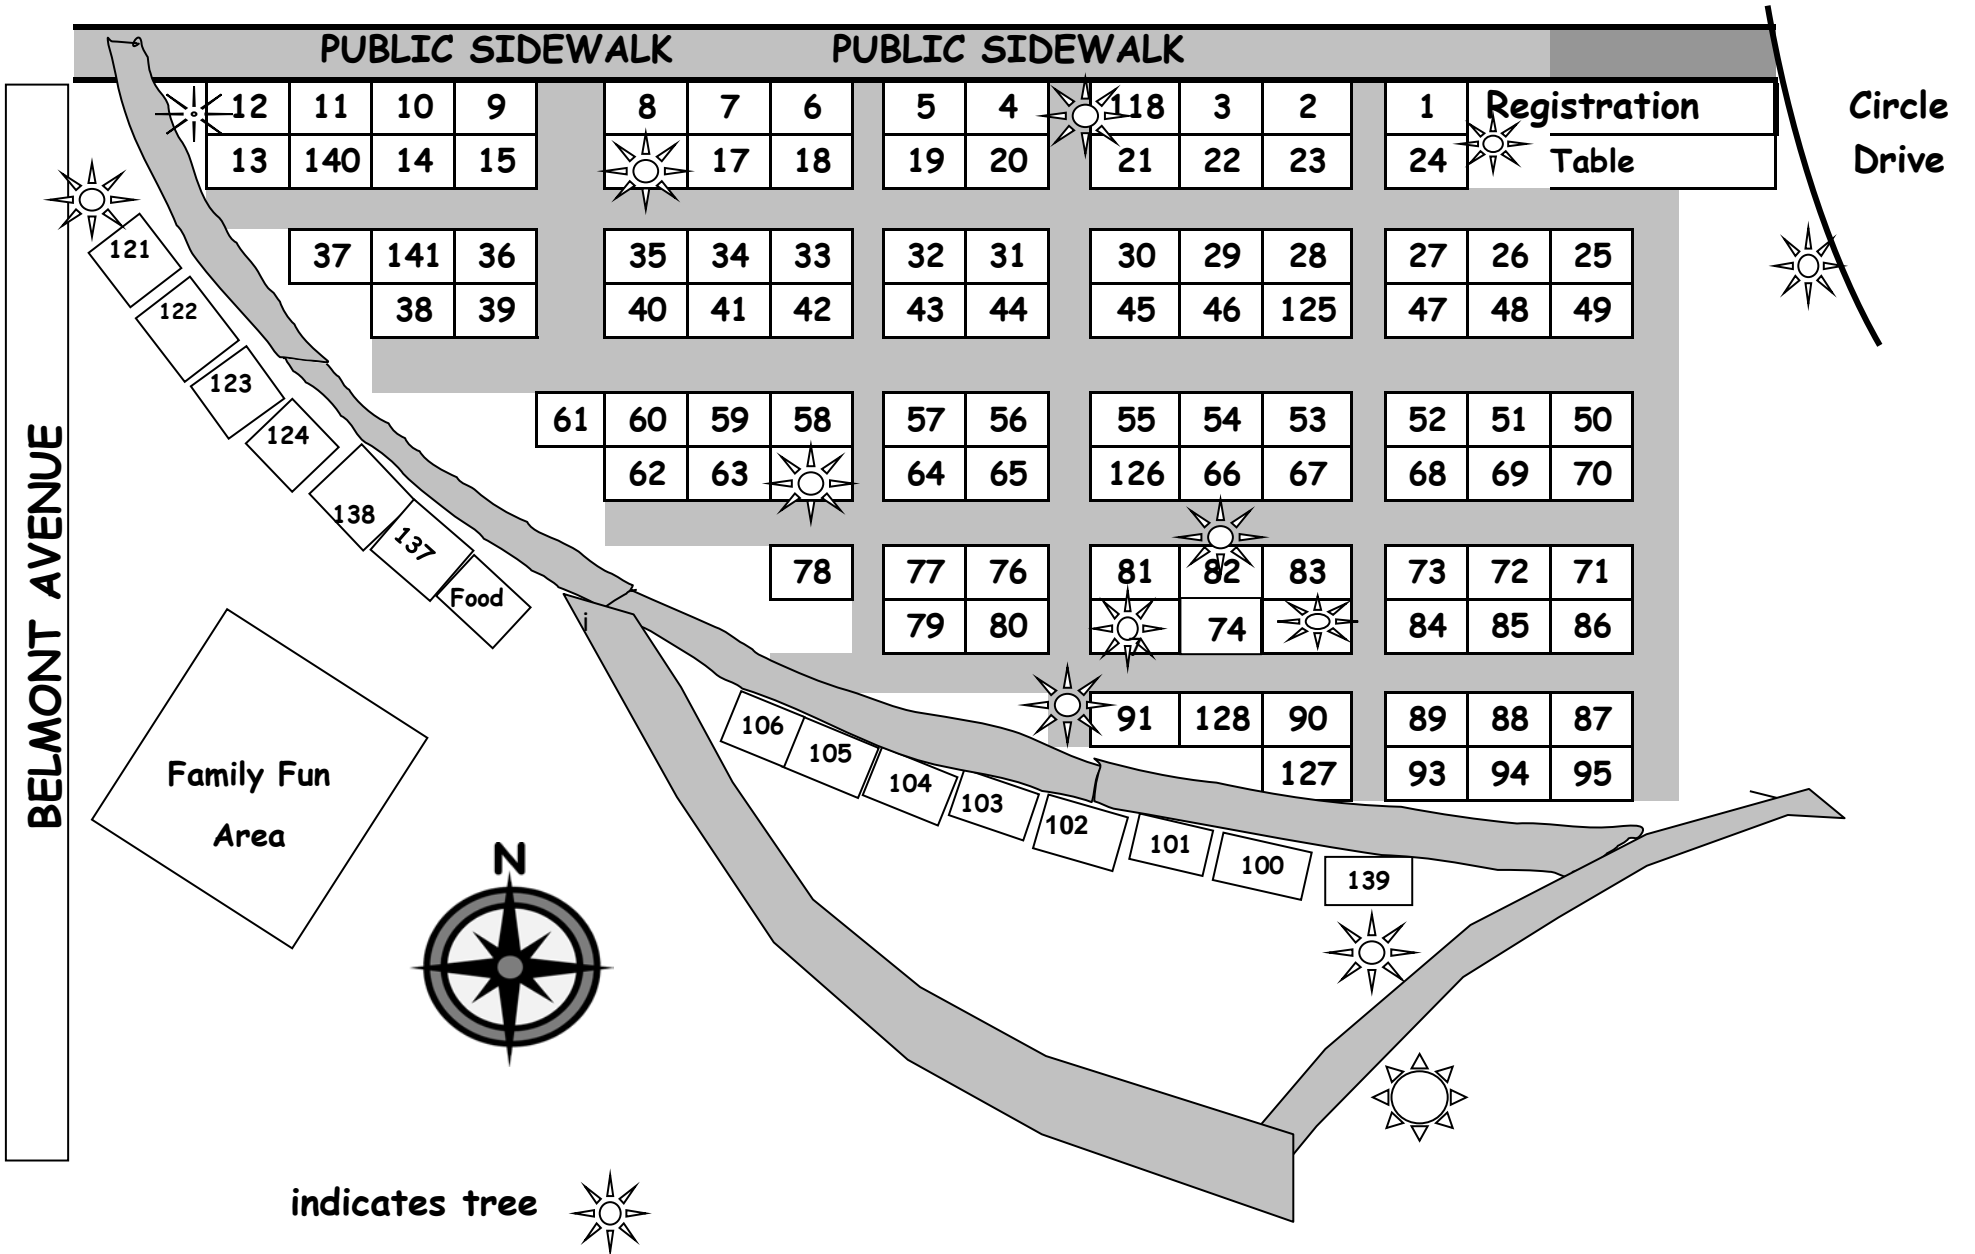 PUBLIC SIDEWALK PUBLIC SIDEWALK
12 11 10 9 8 7 6 5 4 118 3 2 1 Registration Circle
13 140 14 15 17 18 19 20 21 22 23 24 Table Drive
121
37 141 36 35 34 33 32 31 30 29 28 27 26 25
122 38 39 40 41 42 43 44 45 46 125 47 48 49
123
61 60 59 58 57 56 55 54 53 52 51 50
124
62 63 64 65 126 66 67 68 69 70
138
137
78 77 76 81 82 83 73 72 71
Food
i
79 80 74 84 85 86
BELMONT AVENUE
106 91 128 90 89 88 87
105
Family Fun
104 127 93 94 95
103
102
Area
101
N
100
139
indicates tree